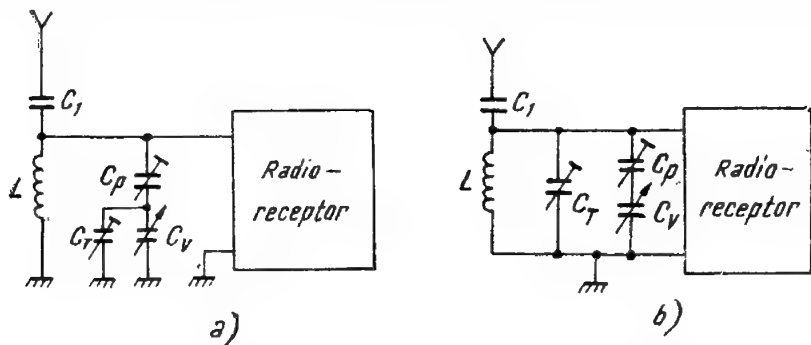 C1
L
Cp
CT
CV
Radio-
receptor
a)
C1
L
CT
Cp
CV
Radio-
receptor
b)